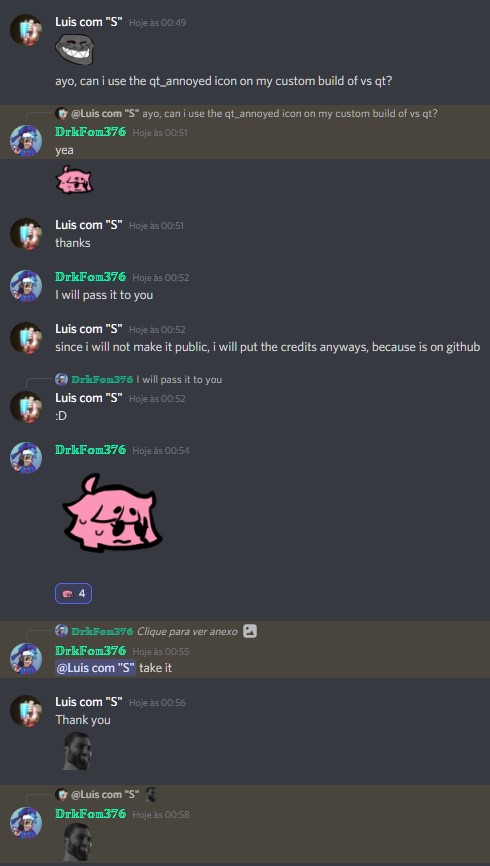 Luis com "S" Hoje às 00:49
ayo, can i use the qt_annoyed icon on my custom build of vs qt?
@Luis com "S" ayo, can i use the qt_annoyed icon on my custom build of vs qt?
DrkFon376 Hoje às 00:51
yea
Luis com "S" Hoje às 00:51
thanks
DrkFon376 Hoje às 00:52
I will pass it to you
Luis com "S" Hoje às 00:52
since i will not make it public, i will put the credits anyways, because is on github
DrkFon376 I will pass it to you
Luis com "S" Hoje às 00:52
:D
DrkFon376 Hoje às 00:54
4
DrkFon376 Clique para ver anexo
DrkFon376 Hoje às 00:55
@Luis com "S" take it
Luis com "S" Hoje às 00:56
Thank you
@Luis com "S"
DrkFon376 Hoje às 00:58